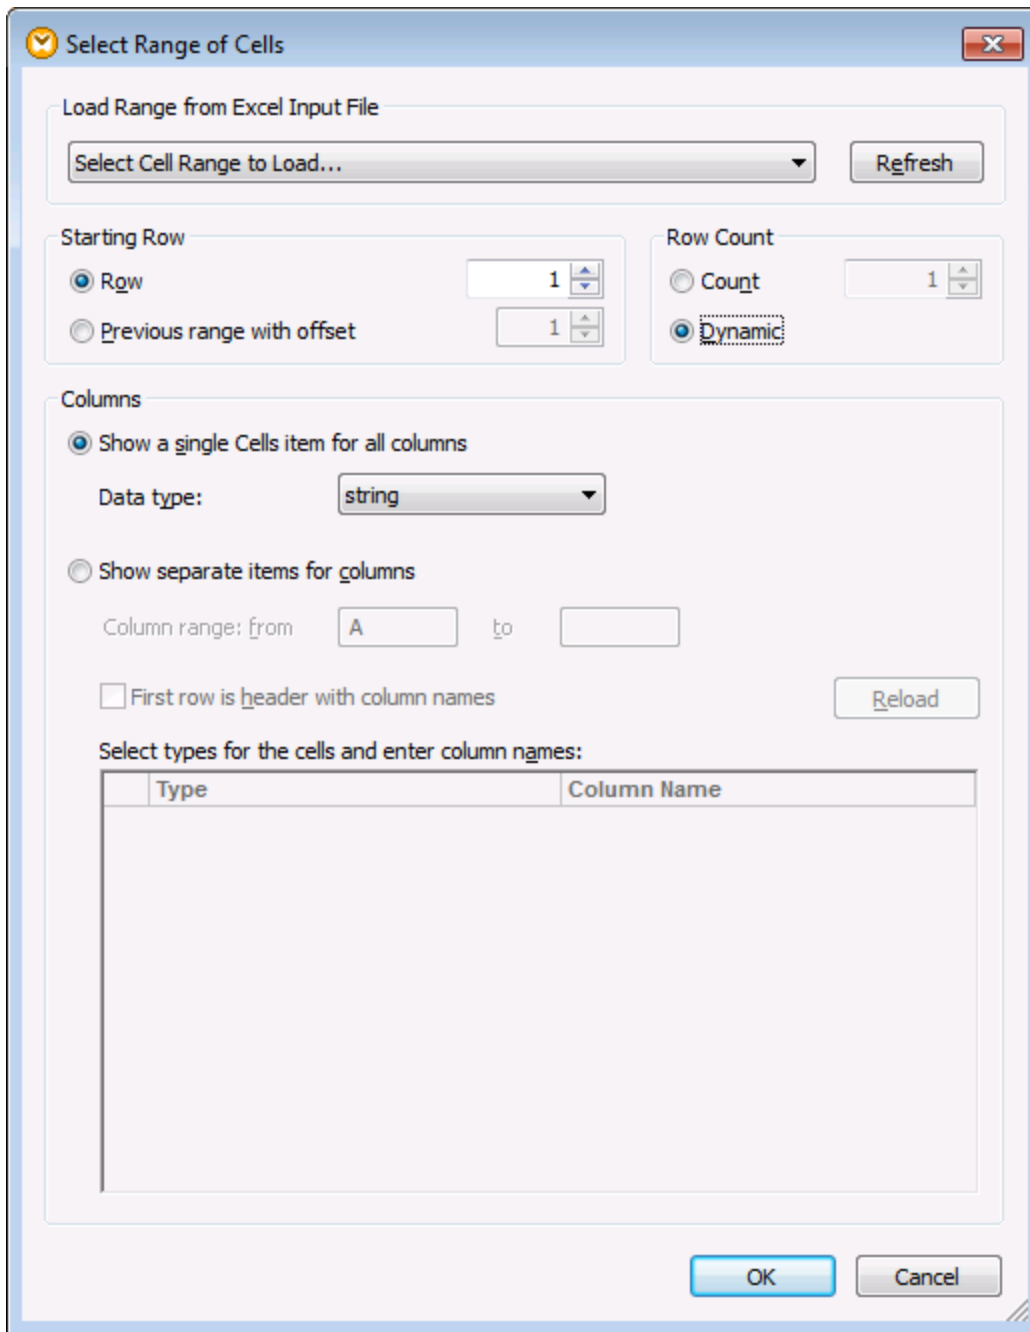 Select Range of Cells
Load Range from Excel Input File
Select Cell Range to Load...
Refresh
Starting Row
Row Count
Row
1
Count
1
Previous range with offset
1
Dynamic
Columns
Show a single Cells item for all columns
Data type:
string
Show separate items for columns
Column range: from
A
to
First row is header with column names
Reload
Select types for the cells and enter column names:
Type
Column Name
OK
Cancel